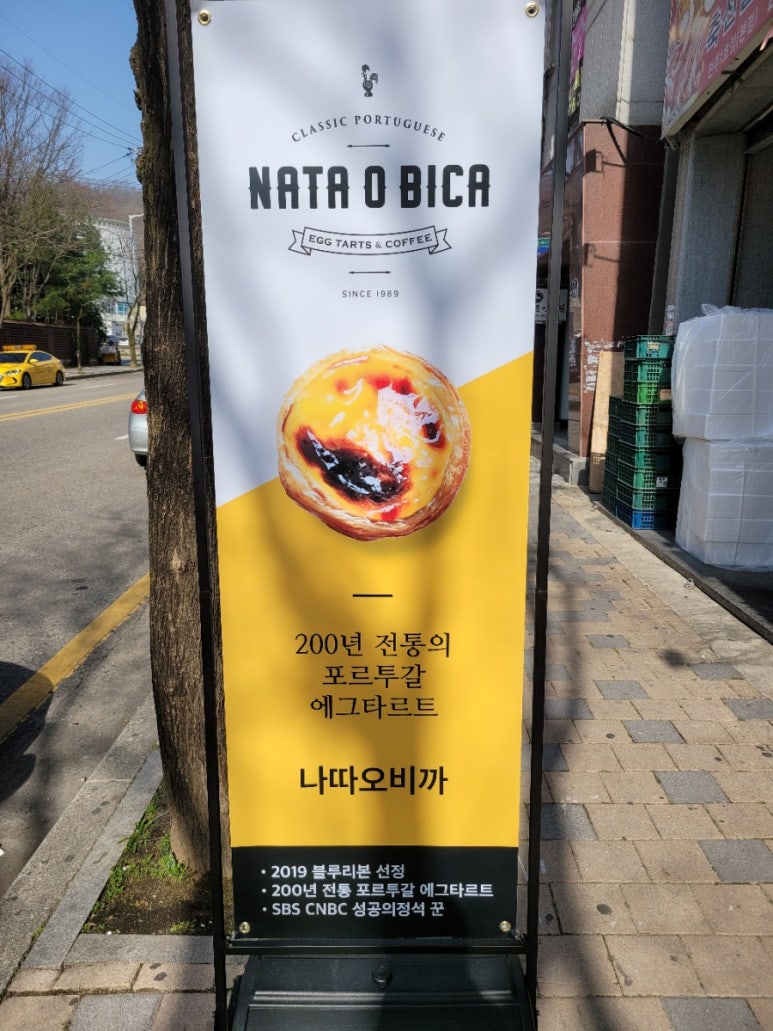 CLASSIC PORTUGUESE
NATA O BICA
EGG TARTS & COFFEE
SINCE 1989
200년 전통의
포르투갈
에그타르트
나따오비까
• 2019 블루리본 선정
• 200년 전통 포르투갈 에그타르트
• SBS CNBC 성공의정석 꾼